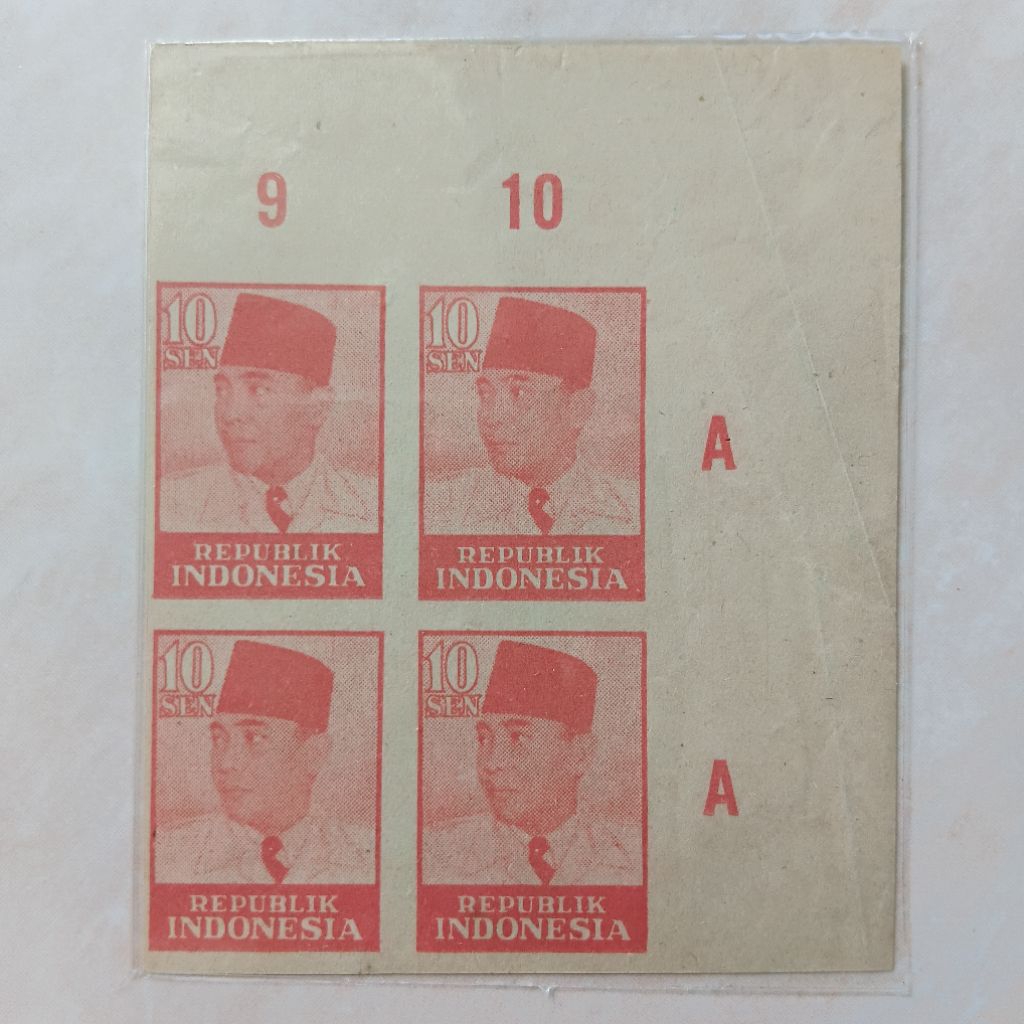 9 10
10
SEN
REPUBLIK
INDONESIA
10
SEN
REPUBLIK
INDONESIA
A
10
SEN
REPUBLIK
INDONESIA
10
SEN
REPUBLIK
INDONESIA
A